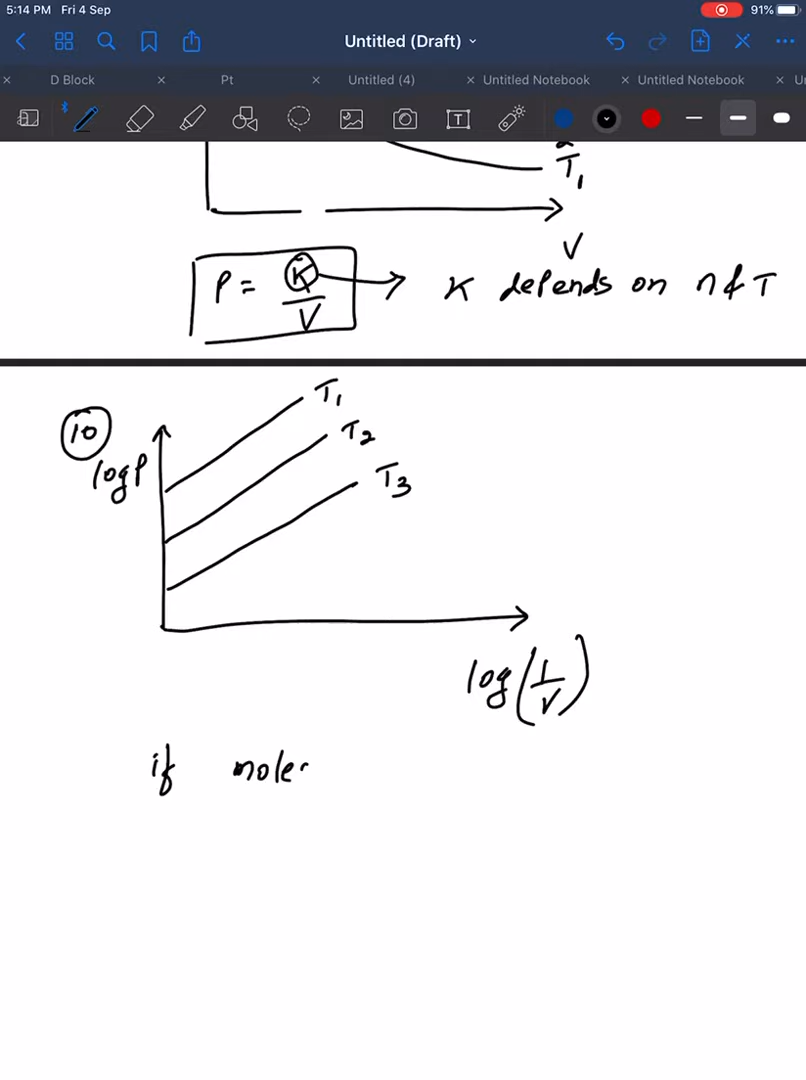 5:14 PM Fri 4 Sep 91%
Untitled (Draft)
D Block Pt Untitled (4) Untitled Notebook Untitled Notebook
T
T₁
V
P = K/V K depends on n & T
10
log P T₁
T₂
T₃
log(1/V)
if moles